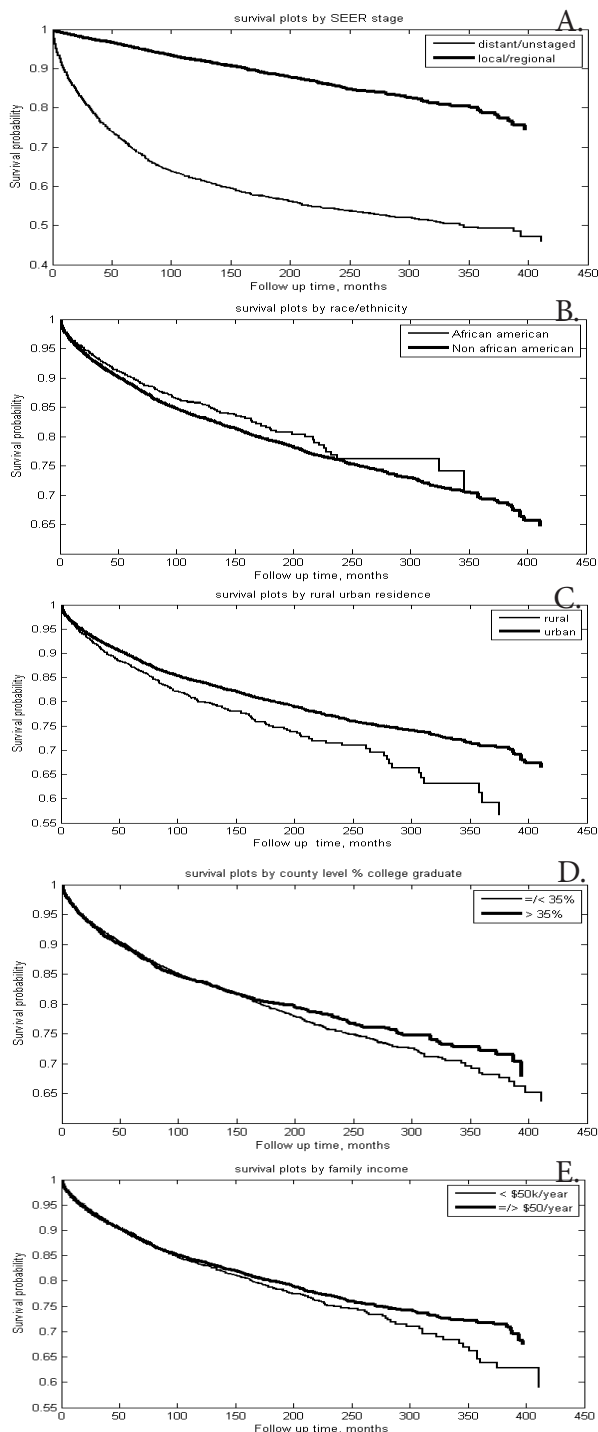 survival plots by SEER stage
A.
distant/unstaged
local/regional
Survival probability
1
0.9
0.8
0.7
0.6
0.5
0.4
0 50 100 150 200 250 300 350 400 450
Follow up time, months
survival plots by race/ethnicity
B.
African american
Non african american
Survival probability
1
0.95
0.9
0.85
0.8
0.75
0.7
0.65
0 50 100 150 200 250 300 350 400 450
Follow up time, months
survival plots by rural urban residence
C.
rural
urban
Survival probability
1
0.95
0.9
0.85
0.8
0.75
0.7
0.65
0.6
0.55
0 50 100 150 200 250 300 350 400 450
Follow up time, months
survival plots by county level % college graduate
D.
=/< 35%
> 35%
Survival probability
1
0.95
0.9
0.85
0.8
0.75
0.7
0.65
0 50 100 150 200 250 300 350 400 450
Follow up time, months
survival plots by family income
E.
< $50k/year
=/> $50/year
Survival probability
1
0.95
0.9
0.85
0.8
0.75
0.7
0.65
0.6
0.55
0 50 100 150 200 250 300 350 400 450
Follow up time, months